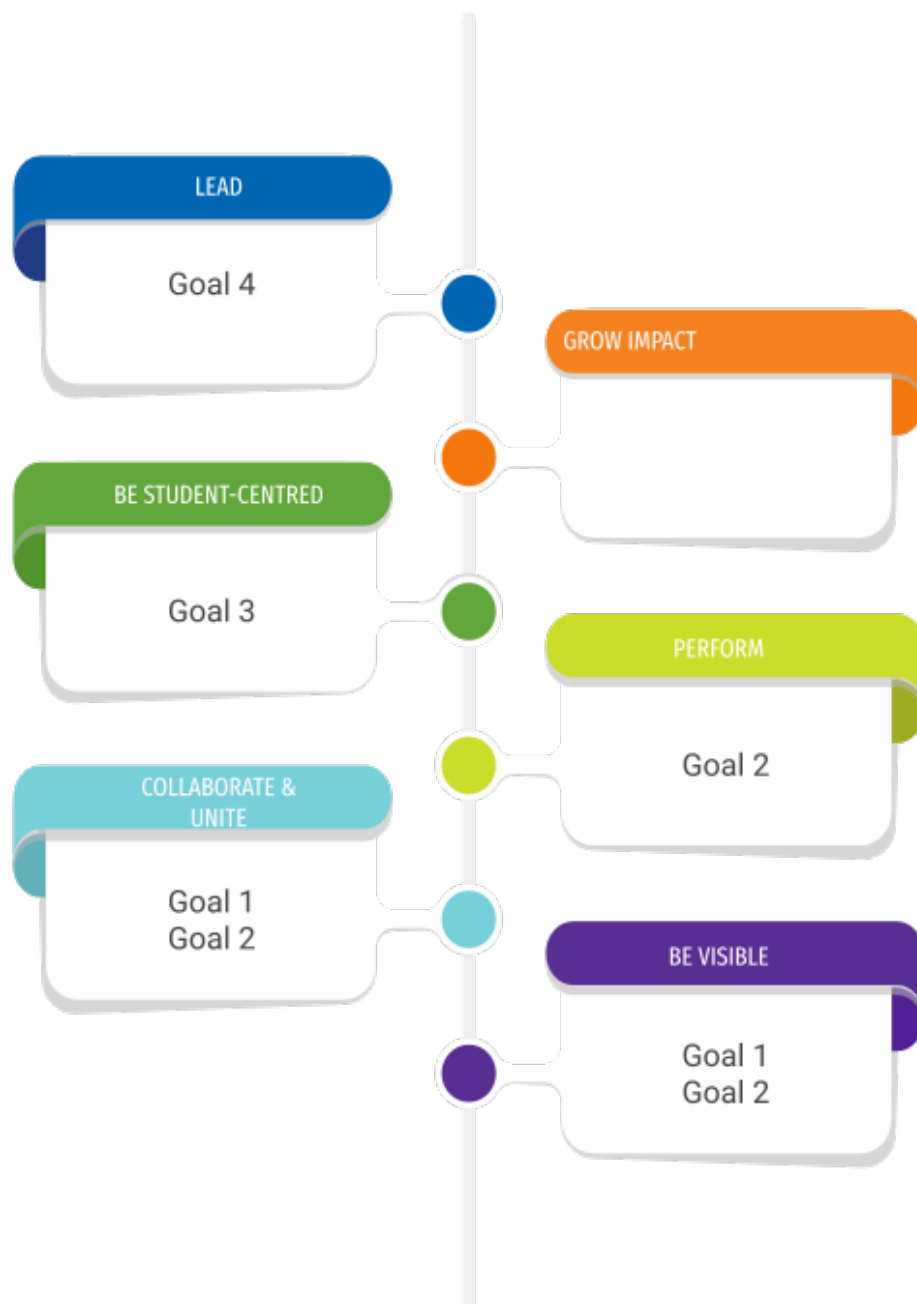 LEAD
Goal 4
GROW IMPACT
BE STUDENT-CENTRED
Goal 3
PERFORM
Goal 2
COLLABORATE &
UNITE
Goal 1
Goal 2
BE VISIBLE
Goal 1
Goal 2